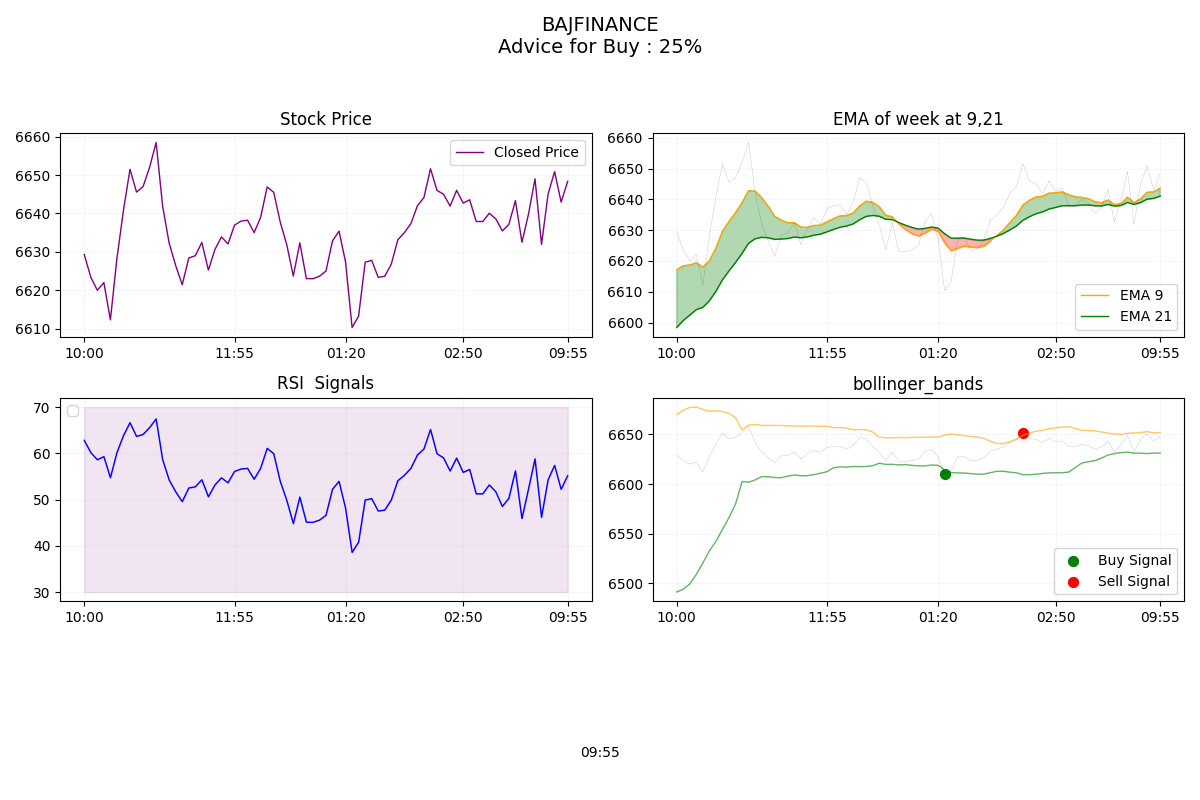 BAJFINANCE
Advice for Buy : 25%
Stock Price
6660
6650
6640
6630
6620
6610
Closed Price
10:00 11:55 01:20 02:50 09:55
EMA of week at 9,21
6660
6650
6640
6630
6620
6610
6600
EMA 9
EMA 21
10:00 11:55 01:20 02:50 09:55
RSI  Signals
70
60
50
40
30
10:00 11:55 01:20 02:50 09:55
bollinger_bands
6650
6600
6550
6500
Buy Signal
Sell Signal
10:00 11:55 01:20 02:50 09:55
09:55